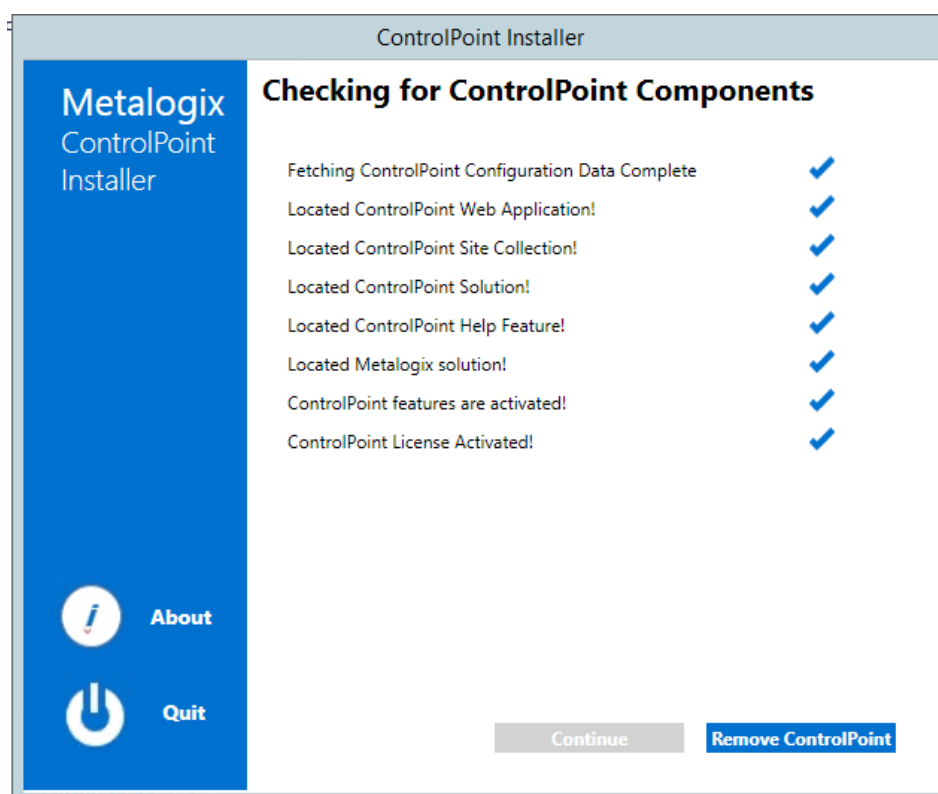 ControlPoint Installer
Metalogix
ControlPoint
Installer
Checking for ControlPoint Components
Fetching ControlPoint Configuration Data Complete
Located ControlPoint Web Application!
Located ControlPoint Site Collection!
Located ControlPoint Solution!
Located ControlPoint Help Feature!
Located Metalogix solution!
ControlPoint features are activated!
ControlPoint License Activated!
About
Quit
Continue
Remove ControlPoint